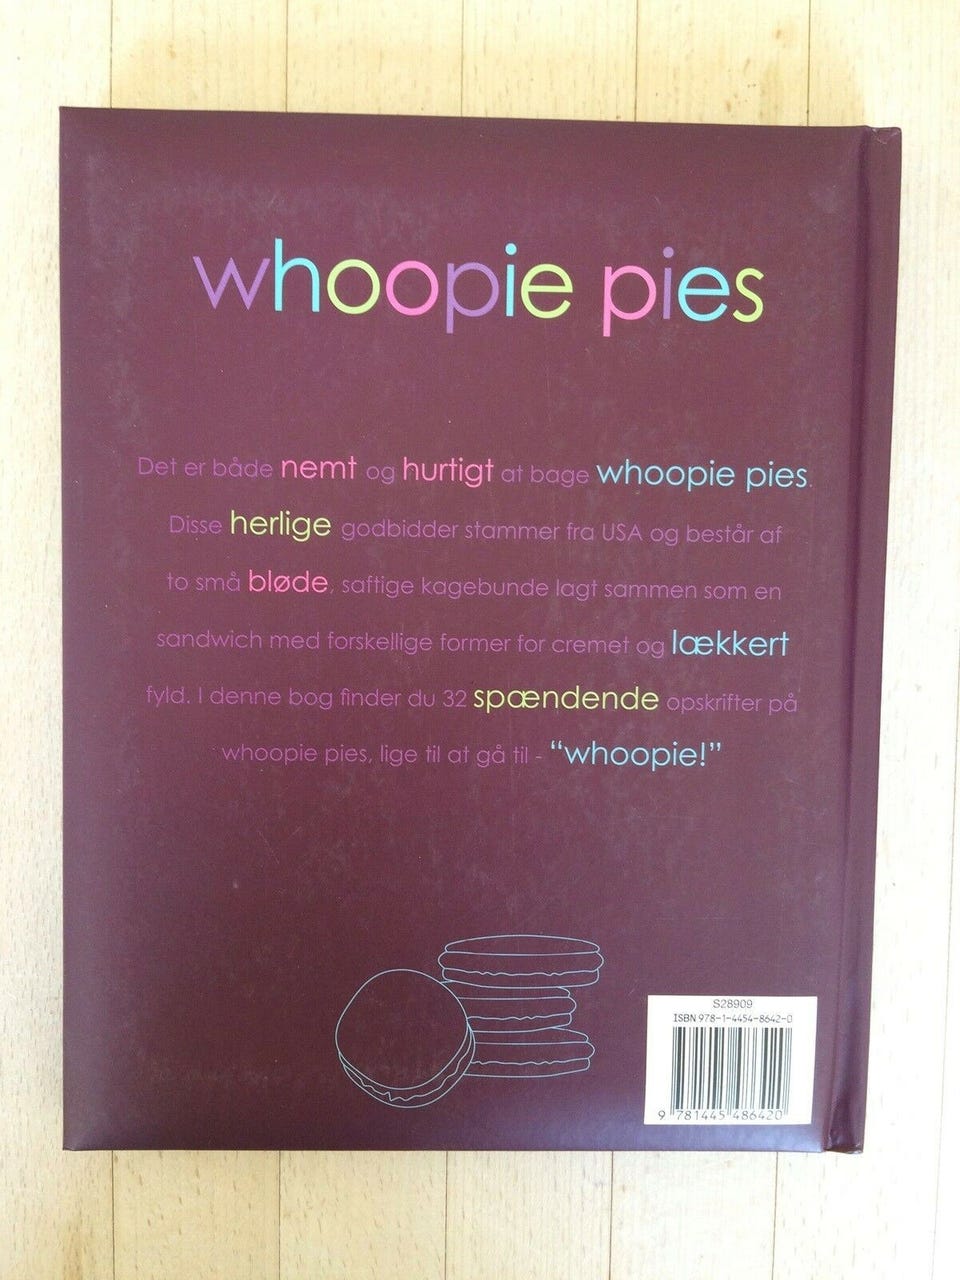 whoopie pies
Det er både nemt og hurtigt at bage whoopie pies.
Disse herlige godbidder stammer fra USA og består af
to små bløde, saftige kagebunde lagt sammen som en
sandwich med forskellige former for cremet og lækkert
fyld. I denne bog finder du 32 spændende opskrifter på
whoopie pies, lige til at gå til - “whoopie!”
S28909
ISBN 978-1-4454-8642-0
9 781445 486420